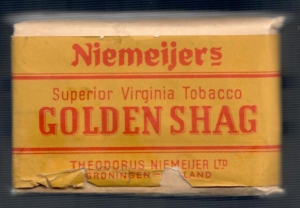 Niemeijers
Superior Virginia Tobacco
GOLDEN SHAG
THEODORUS NIEMEIJER LTD
GRONINGEN